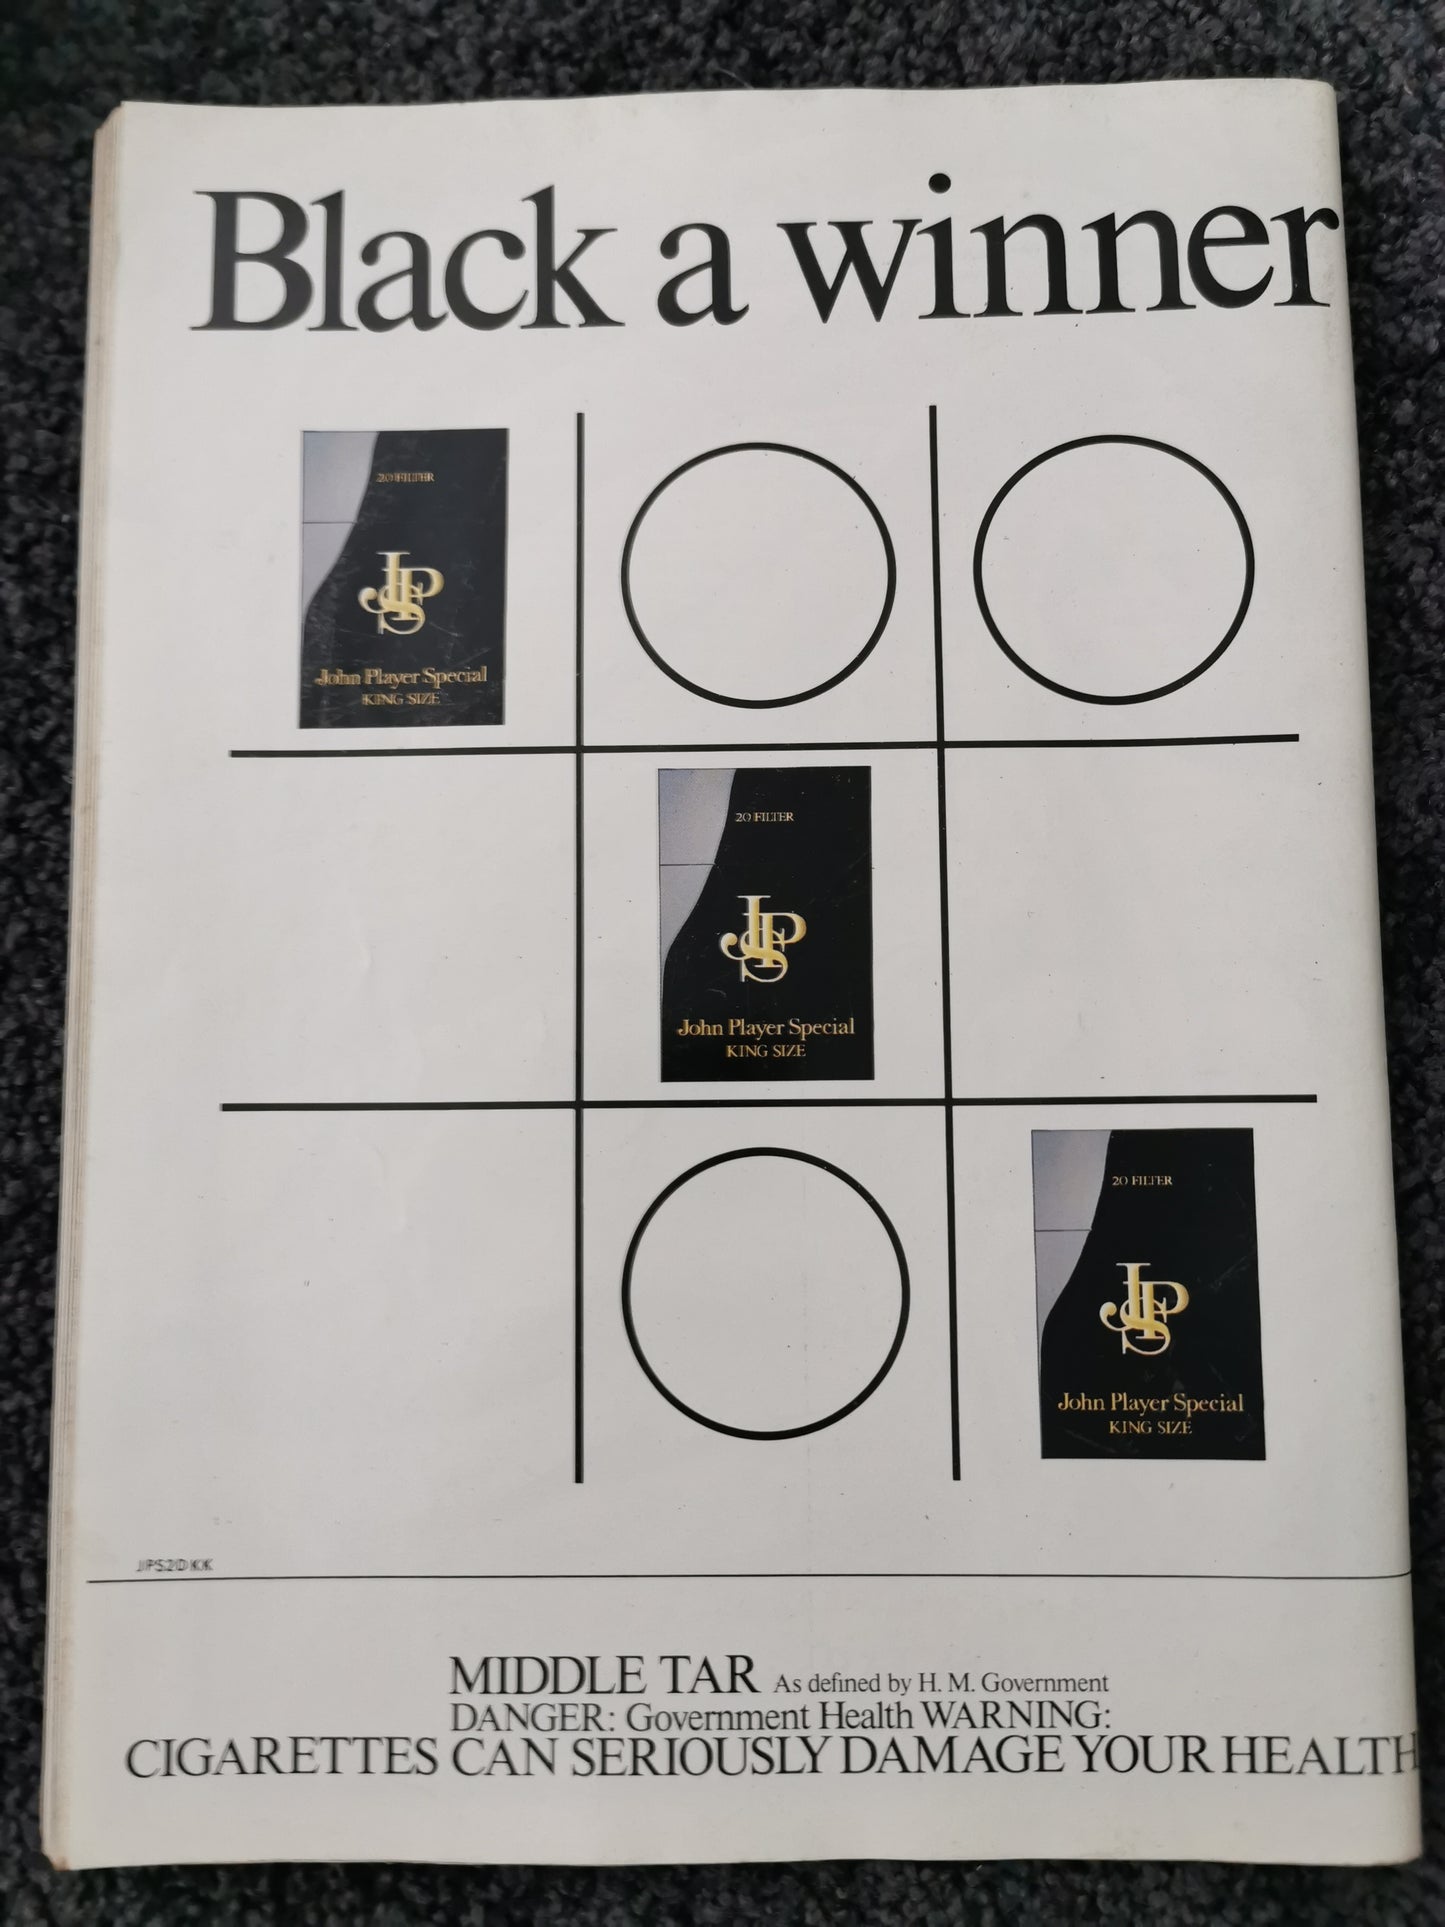 Black a winner
20 FILTER
JPS
John Player Special
KING SIZE
20 FILTER
JPS
John Player Special
KING SIZE
20 FILTER
JPS
John Player Special
KING SIZE
JPS2DKK
MIDDLE TAR As defined by H. M. Government
DANGER: Government Health WARNING:
CIGARETTES CAN SERIOUSLY DAMAGE YOUR HEALTH